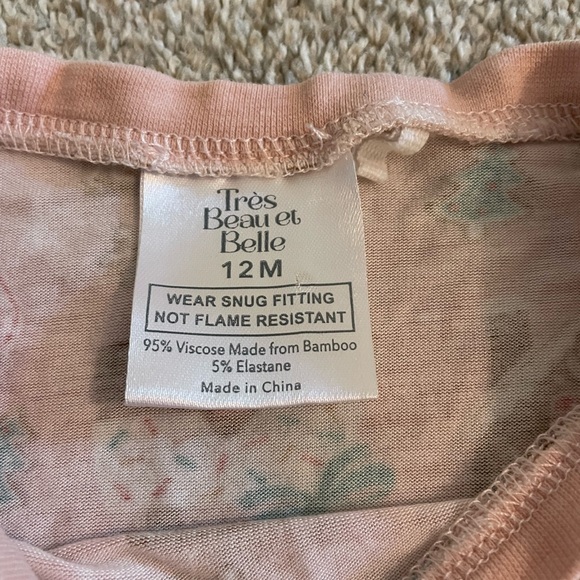 Très
Beau et
Belle
12M
WEAR SNUG FITTING
NOT FLAME RESISTANT
95% Viscose Made from Bamboo
5% Elastane
Made in China